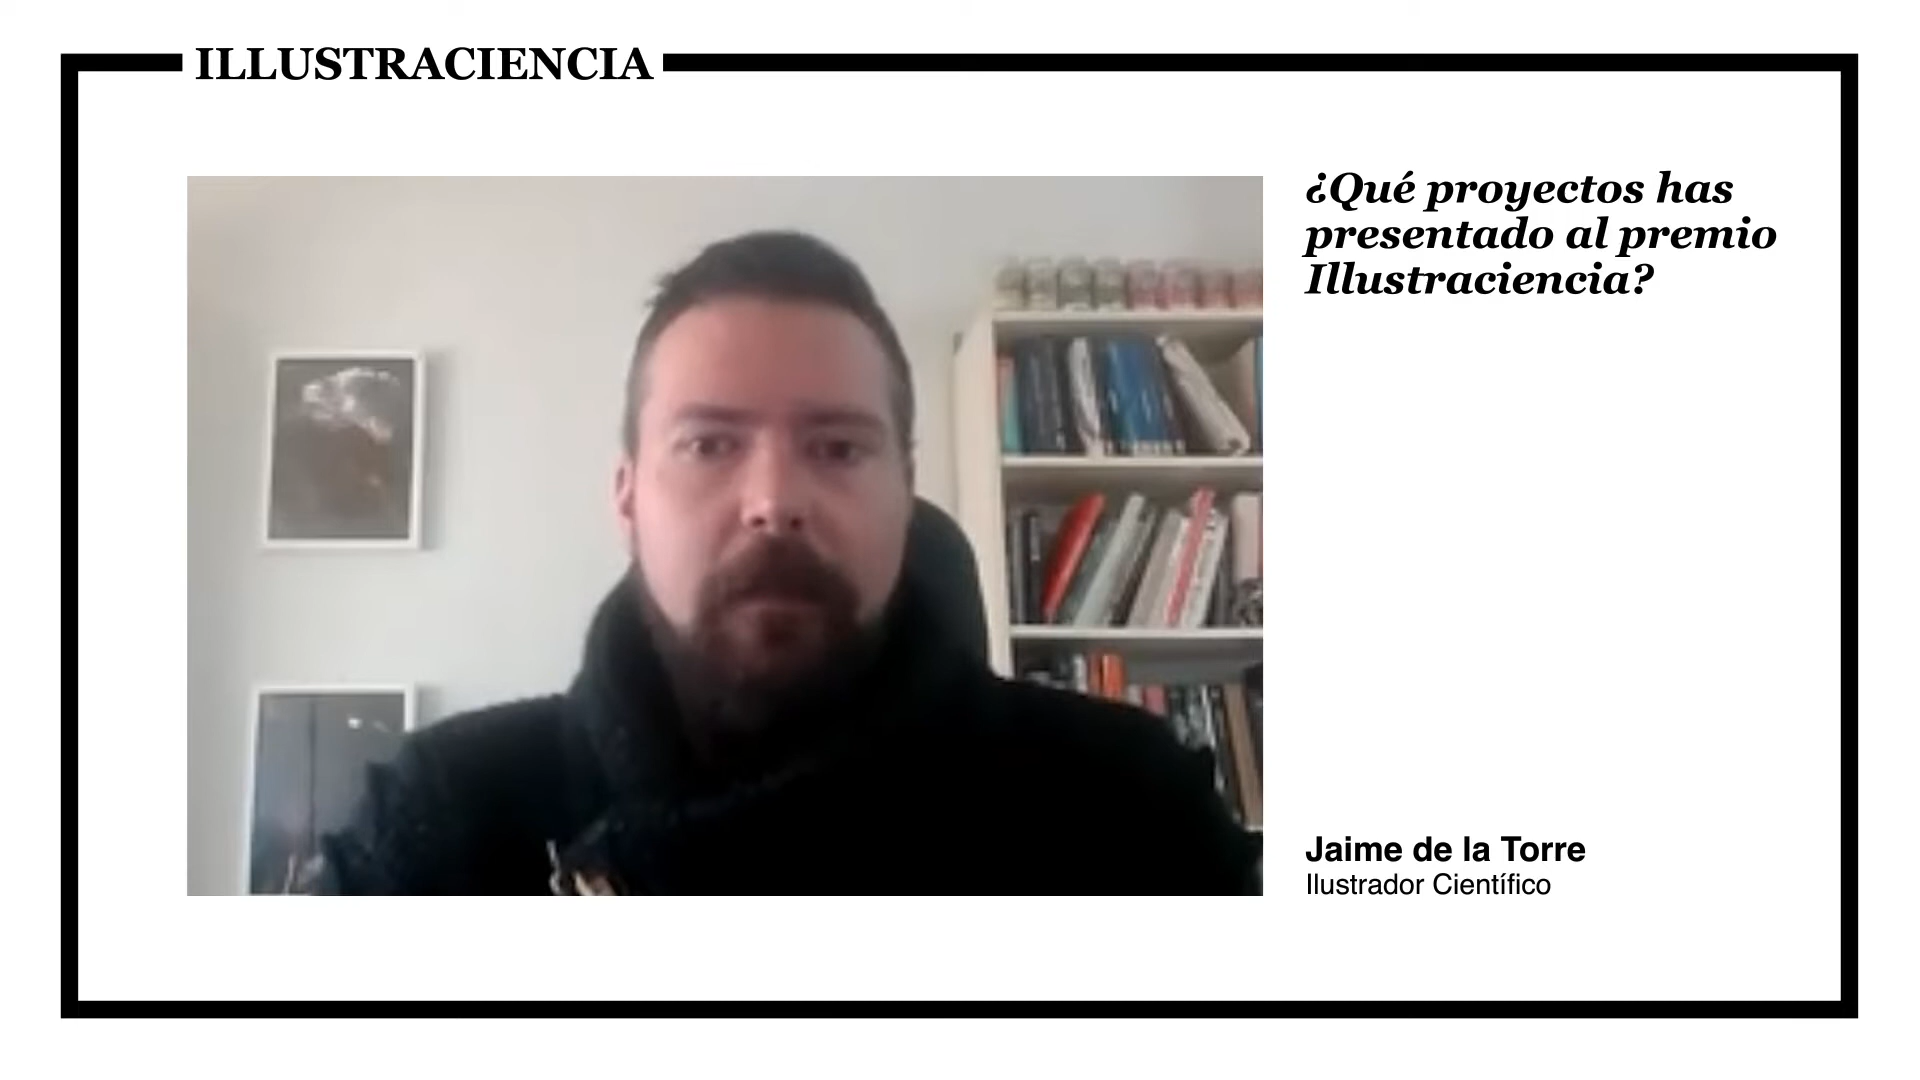 ILLUSTRACIENCIA
¿Qué proyectos has
presentado al premio
Illustraciencia?
Jaime de la Torre
Ilustrador Científico